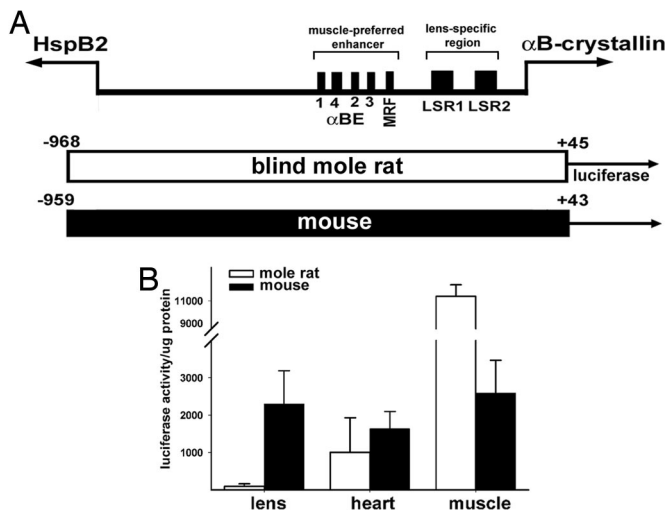 A
HspB2
muscle-preferred
enhancer
lens-specific
region
αB-crystallin
1 4 2 3 MRF
αBE
LSR1 LSR2
-968 +45
blind mole rat
luciferase
-959 +43
mouse
B
mole rat
mouse
luciferase activity/ug protein
11000
9000
3000
2000
1000
lens heart muscle